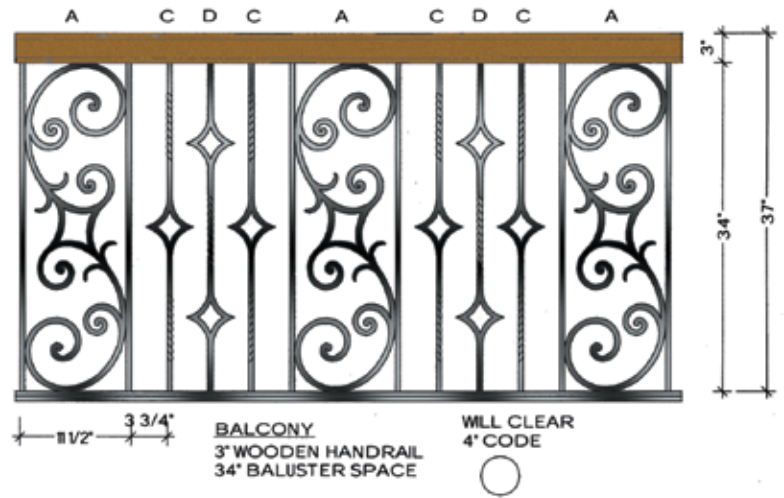 A C D C A C D C A
3"
34"
37"
11 1/2"
3 3/4"
BALCONY
3" WOODEN HANDRAIL
34" BALUSTER SPACE
WILL CLEAR
4" CODE